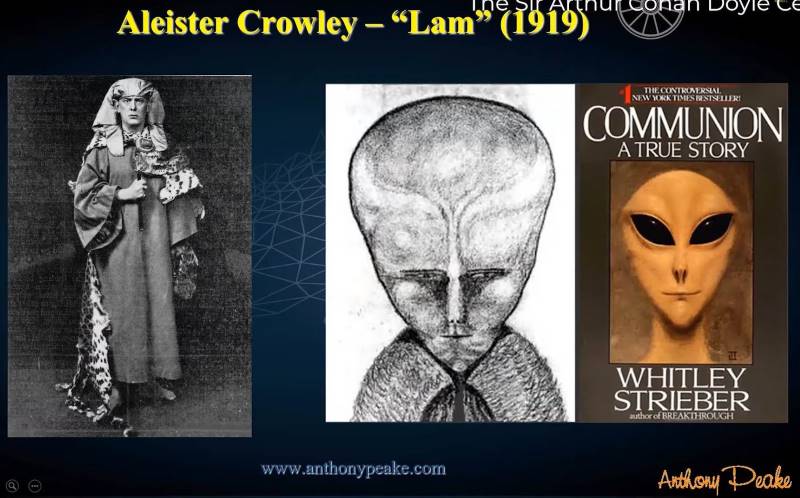 The Sir Arthur Conan Doyle Ce
Aleister Crowley – “Lam” (1919)
#1 THE CONTROVERSIAL
NEW YORK TIMES BESTSELLER!
COMMUNION
A TRUE STORY
WHITLEY
STRIEBER
author of BREAKTHROUGH
www.anthonypeake.com
Anthony Peake